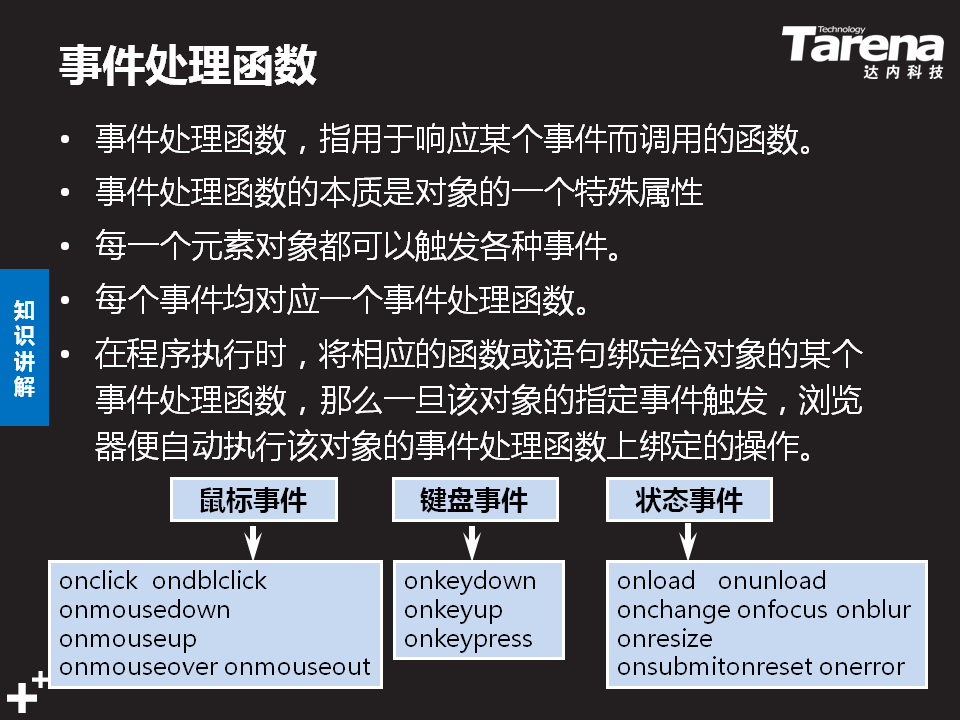 Technology
Tarena
达内科技
事件处理函数
• 事件处理函数，指用于响应某个事件而调用的函数。
• 事件处理函数的本质是对象的一个特殊属性
• 每一个元素对象都可以触发各种事件。
• 每个事件均对应一个事件处理函数。
• 在程序执行时，将相应的函数或语句绑定给对象的某个
事件处理函数，那么一旦该对象的指定事件触发，浏览
器便自动执行该对象的事件处理函数上绑定的操作。
知
识
讲
解
鼠标事件
onclick ondblclick
onmousedown
onmouseup
onmouseover onmouseout
键盘事件
onkeydown
onkeyup
onkeypress
状态事件
onload onunload
onchange onfocus onblur
onresize
onsubmitonreset onerror